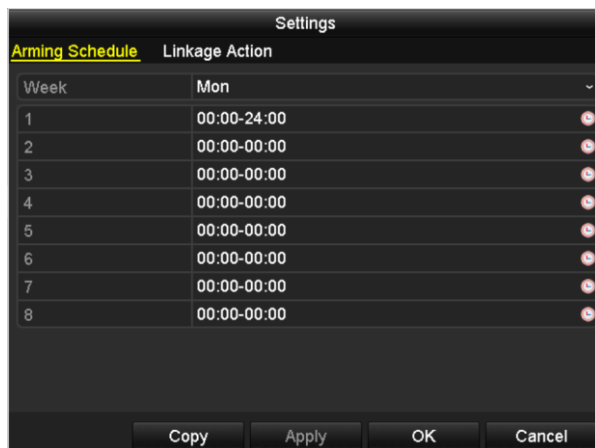 Settings
Arming Schedule Linkage Action
Week Mon
1 00:00-24:00
2 00:00-00:00
3 00:00-00:00
4 00:00-00:00
5 00:00-00:00
6 00:00-00:00
7 00:00-00:00
8 00:00-00:00
Copy Apply OK Cancel